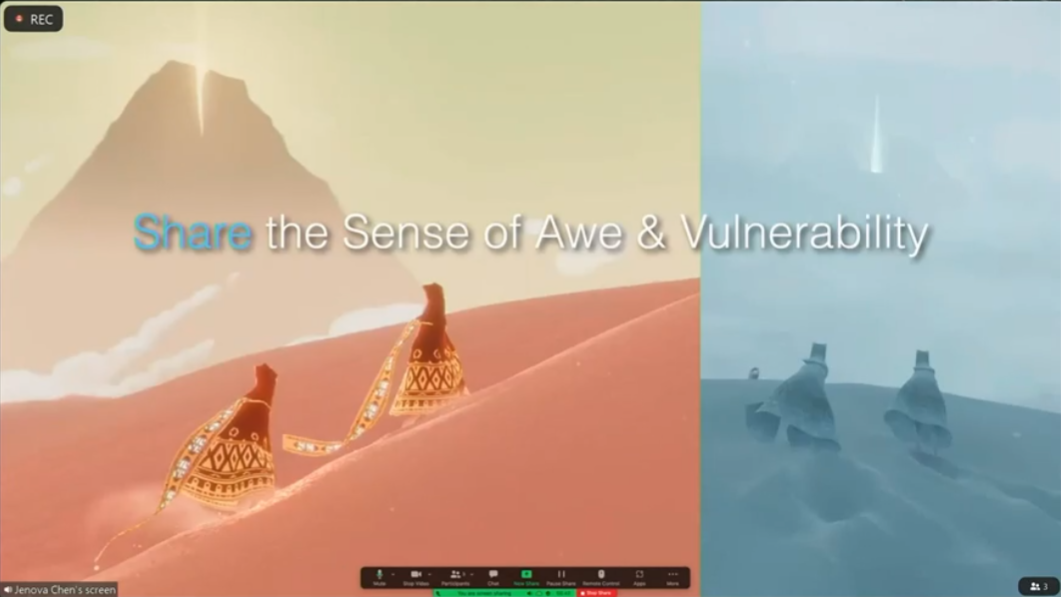 REC
Share the Sense of Awe & Vulnerability
Mute Stop Video Participants Chat New Share Pause Share Remote Control Apps More
You are screen sharing Stop Share
Jenova Chen's screen
3